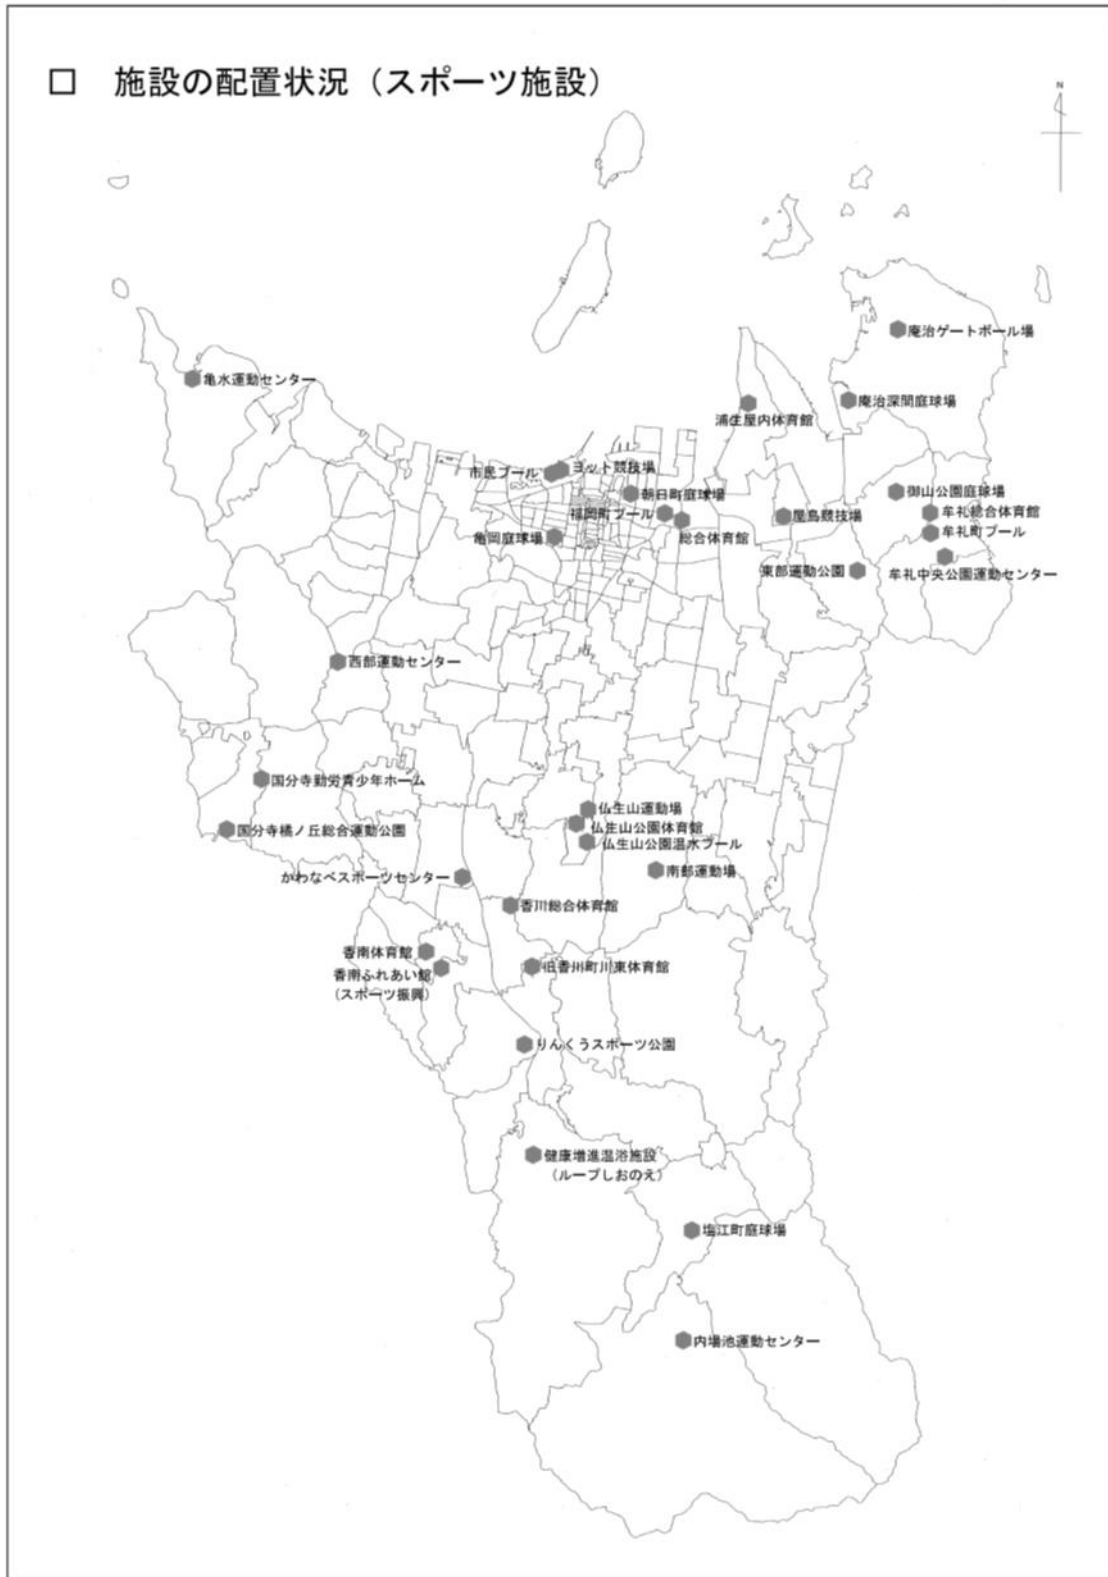 □ 施設の配置状況（スポーツ施設）
N
庵治ゲートボール場
亀水運動センター
庵治深間庭球場
浦生屋内体育館
市民プール
ヨット競技場
朝日町庭球場
御山公園庭球場
福岡町プール
総合体育館
屋島競技場
牟礼総合体育館
牟礼町プール
亀岡庭球場
東部運動公園
牟礼中央公園運動センター
西部運動センター
国分寺勤労青少年ホーム
国分寺橘ノ丘総合運動公園
仏生山運動場
仏生山公園体育館
仏生山公園温水プール
南部運動場
かわなべスポーツセンター
香川総合体育館
香南体育館
香南ふれあい館
（スポーツ振興）
旧香川町川東体育館
りんくうスポーツ公園
健康増進温浴施設
（ループしおのえ）
塩江町庭球場
内場池運動センター